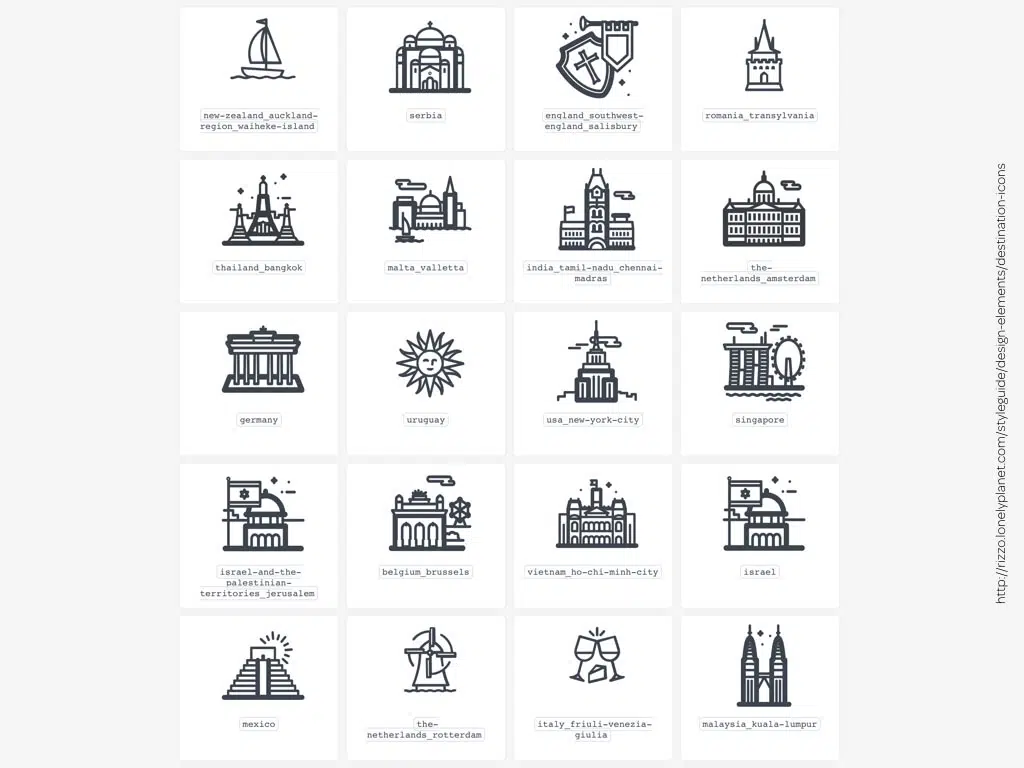 new-zealand_auckland-
region_waiheke-island
serbia
england_southwest-
england_salisbury
romania_transylvania
thailand_bangkok
malta_valletta
india_tamil-nadu_chennai-
madras
the-
netherlands_amsterdam
germany
uruguay
usa_new-york-city
singapore
israel-and-the-
palestinian-
territories_jerusalem
belgium_brussels
vietnam_ho-chi-minh-city
israel
mexico
the-
netherlands_rotterdam
italy_friuli-venezia-
giulia
malaysia_kuala-lumpur
http://rizzo.lonelyplanet.com/styleguide/design-elements/destination-icons